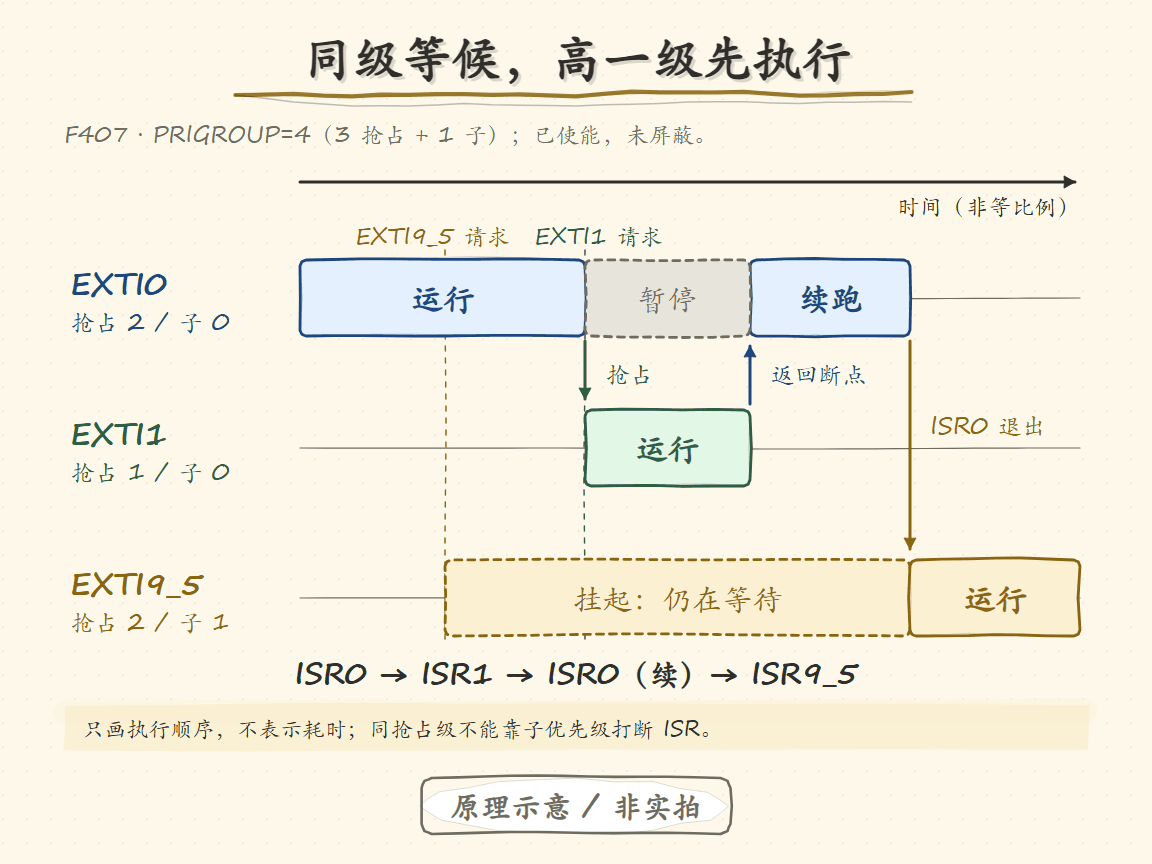 同级等候，高一级先执行
F407 · PRIGROUP=4（3 抢占 + 1 子）；已使能，未屏蔽。
时间（非等比例）
EXTI9_5 请求
EXTI1 请求
EXTI0
抢占 2 / 子 0
运行
暂停
续跑
抢占
返回断点
EXTI1
抢占 1 / 子 0
运行
ISR0 退出
EXTI9_5
抢占 2 / 子 1
挂起：仍在等待
运行
ISR0 → ISR1 → ISR0（续）→ ISR9_5
只画执行顺序，不表示耗时；同抢占级不能靠子优先级打断 ISR。
原理示意 / 非实拍